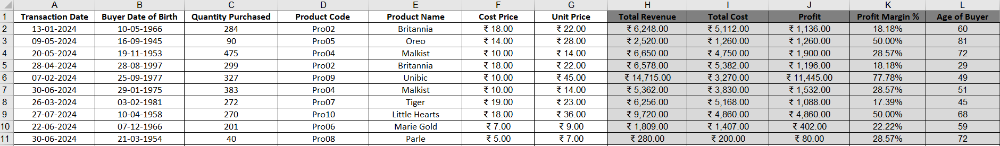 A B C D E F G H I J K L
1 Transaction Date Buyer Date of Birth Quantity Purchased Product Code Product Name Cost Price Unit Price Total Revenue Total Cost Profit Profit Margin % Age of Buyer
2 13-01-2024 10-05-1966 284 Pro02 Britannia ₹ 18.00 ₹ 22.00 ₹ 6,248.00 ₹ 5,112.00 ₹ 1,136.00 18.18% 60
3 09-05-2024 16-09-1945 90 Pro05 Oreo ₹ 14.00 ₹ 28.00 ₹ 2,520.00 ₹ 1,260.00 ₹ 1,260.00 50.00% 81
4 20-05-2024 19-11-1953 475 Pro04 Malkist ₹ 10.00 ₹ 14.00 ₹ 6,650.00 ₹ 4,750.00 ₹ 1,900.00 28.57% 72
5 28-04-2024 28-08-1997 299 Pro02 Britannia ₹ 18.00 ₹ 22.00 ₹ 6,578.00 ₹ 5,382.00 ₹ 1,196.00 18.18% 29
6 07-02-2024 25-09-1977 327 Pro09 Unibic ₹ 10.00 ₹ 45.00 ₹ 14,715.00 ₹ 3,270.00 ₹ 11,445.00 77.78% 49
7 30-06-2024 29-01-1975 383 Pro04 Malkist ₹ 10.00 ₹ 14.00 ₹ 5,362.00 ₹ 3,830.00 ₹ 1,532.00 28.57% 51
8 26-03-2024 03-02-1981 272 Pro07 Tiger ₹ 19.00 ₹ 23.00 ₹ 6,256.00 ₹ 5,168.00 ₹ 1,088.00 17.39% 45
9 27-07-2024 10-04-1958 270 Pro10 Little Hearts ₹ 18.00 ₹ 36.00 ₹ 9,720.00 ₹ 4,860.00 ₹ 4,860.00 50.00% 68
10 22-06-2024 07-12-1966 201 Pro06 Marie Gold ₹ 7.00 ₹ 9.00 ₹ 1,809.00 ₹ 1,407.00 ₹ 402.00 22.22% 59
11 30-06-2024 21-03-1954 40 Pro08 Parle ₹ 5.00 ₹ 7.00 ₹ 280.00 ₹ 200.00 ₹ 80.00 28.57% 72